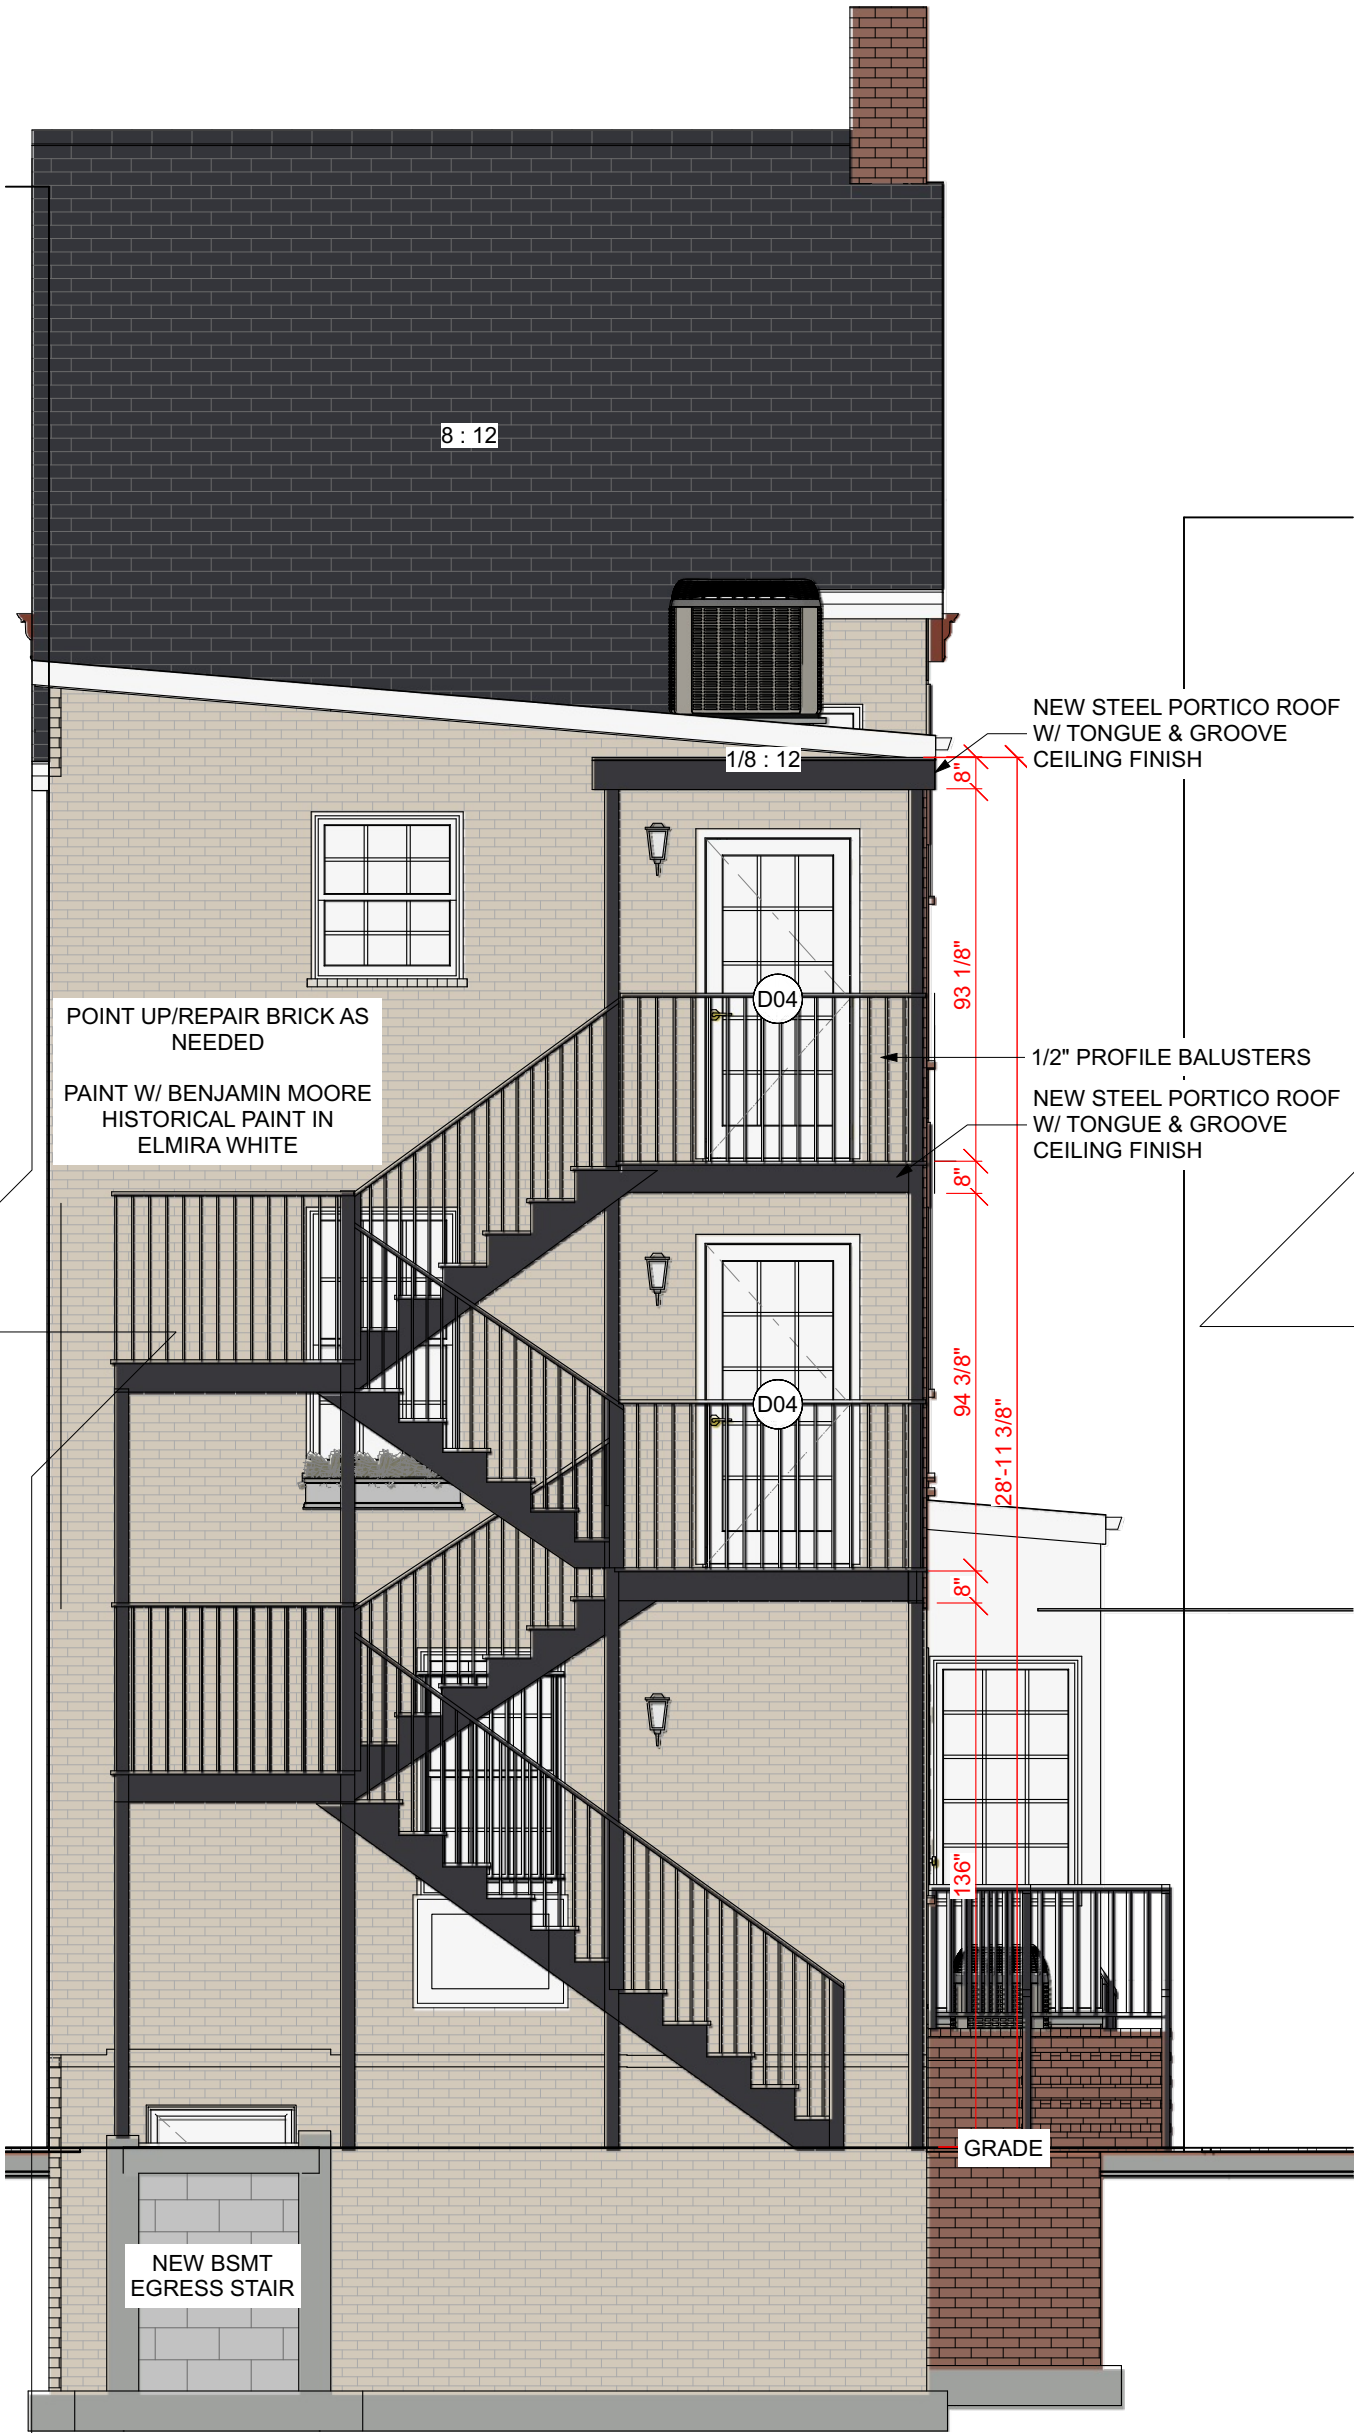 8 : 12
NEW STEEL PORTICO ROOF
W/ TONGUE & GROOVE
CEILING FINISH
1/8 : 12
8"
93 1/8"
D04
POINT UP/REPAIR BRICK AS
NEEDED
PAINT W/ BENJAMIN MOORE
HISTORICAL PAINT IN
ELMIRA WHITE
1/2" PROFILE BALUSTERS
NEW STEEL PORTICO ROOF
W/ TONGUE & GROOVE
CEILING FINISH
8"
94 3/8"
28'-11 3/8"
D04
8"
136"
GRADE
NEW BSMT
EGRESS STAIR